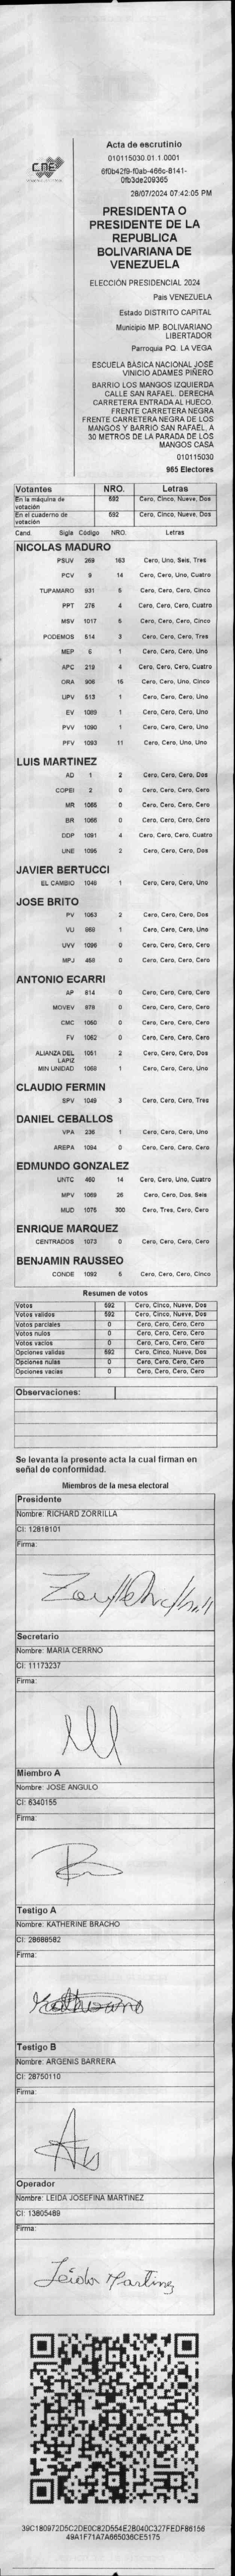 CNE
Acta de escrutinio
010115030.01.1.0001
6f0b42f9-f0ab-466c-8141-
0fb3de209365
28/07/2024 07:42:05 PM
PRESIDENTA O
PRESIDENTE DE LA
REPUBLICA
BOLIVARIANA DE
VENEZUELA
ELECCIÓN PRESIDENCIAL 2024
Pais VENEZUELA
Estado DISTRITO CAPITAL
Municipio MP. BOLIVARIANO
LIBERTADOR
Parroquia PQ. LA VEGA
ESCUELA BÁSICA NACIONAL JOSE
VINICIO ADAMES PIÑERO
BARRIO LOS MANGOS IZQUIERDA
CALLE SAN RAFAEL. DERECHA
CARRETERA ENTRADA AL HUECO.
FRENTE CARRETERA NEGRA
FRENTE CARRETERA NEGRA DE LOS
MANGOS Y BARRIO SAN RAFAEL. A
30 METROS DE LA PARADA DE LOS
MANGOS CASA
010115030
985 Electores
Votantes NRO. Letras
En la máquina de votación 592 Cero, Cinco, Nueve, Dos
En el cuaderno de votación 592 Cero, Cinco, Nueve, Dos
Cand. Sigla Código NRO. Letras
NICOLAS MADURO
PSUV 269 163 Cero, Uno, Seis, Tres
PCV 9 14 Cero, Cero, Uno, Cuatro
TUPAMARO 931 5 Cero, Cero, Cero, Cinco
PPT 276 4 Cero, Cero, Cero, Cuatro
MSV 1017 5 Cero, Cero, Cero, Cinco
PODEMOS 514 3 Cero, Cero, Cero, Tres
MEP 6 1 Cero, Cero, Cero, Uno
APC 219 4 Cero, Cero, Cero, Cuatro
ORA 906 15 Cero, Cero, Uno, Cinco
UPV 513 1 Cero, Cero, Cero, Uno
EV 1089 1 Cero, Cero, Cero, Uno
PVV 1090 1 Cero, Cero, Cero, Uno
PFV 1093 11 Cero, Cero, Uno, Uno
LUIS MARTINEZ
AD 1 2 Cero, Cero, Cero, Dos
COPEI 2 0 Cero, Cero, Cero, Cero
MR 1065 0 Cero, Cero, Cero, Cero
BR 1066 0 Cero, Cero, Cero, Cero
DDP 1091 4 Cero, Cero, Cero, Cuatro
UNE 1095 2 Cero, Cero, Cero, Dos
JAVIER BERTUCCI
EL CAMBIO 1046 1 Cero, Cero, Cero, Uno
JOSE BRITO
PV 1063 2 Cero, Cero, Cero, Dos
VU 968 1 Cero, Cero, Cero, Uno
UVV 1096 0 Cero, Cero, Cero, Cero
MPJ 459 0 Cero, Cero, Cero, Cero
ANTONIO ECARRI
AP 814 0 Cero, Cero, Cero, Cero
MOVEV 879 0 Cero, Cero, Cero, Cero
CMC 1050 0 Cero, Cero, Cero, Cero
FV 1052 0 Cero, Cero, Cero, Cero
ALIANZA DEL LAPIZ 1051 2 Cero, Cero, Cero, Dos
MIN UNIDAD 1068 1 Cero, Cero, Cero, Uno
CLAUDIO FERMIN
SPV 1049 3 Cero, Cero, Cero, Tres
DANIEL CEBALLOS
VPA 236 1 Cero, Cero, Cero, Uno
AREPA 1094 0 Cero, Cero, Cero, Cero
EDMUNDO GONZALEZ
UNTC 460 14 Cero, Cero, Uno, Cuatro
MPV 1069 26 Cero, Cero, Dos, Seis
MUD 1075 300 Cero, Tres, Cero, Cero
ENRIQUE MARQUEZ
CENTRADOS 1073 0 Cero, Cero, Cero, Cero
BENJAMIN RAUSSEO
CONDE 1092 5 Cero, Cero, Cero, Cinco
Resumen de votos
Votos 592 Cero, Cinco, Nueve, Dos
Votos validos 592 Cero, Cinco, Nueve, Dos
Votos parciales 0 Cero, Cero, Cero, Cero
Votos nulos 0 Cero, Cero, Cero, Cero
Votos vacios 0 Cero, Cero, Cero, Cero
Opciones validas 592 Cero, Cinco, Nueve, Dos
Opciones nulas 0 Cero, Cero, Cero, Cero
Opciones vacias 0 Cero, Cero, Cero, Cero
Observaciones:
Se levanta la presente acta la cual firman en
señal de conformidad.
Miembros de la mesa electoral
Presidente
Nombre: RICHARD ZORRILLA
CI: 12818101
Firma:
Secretario
Nombre: MARIA CERRNO
CI: 11173237
Firma:
Miembro A
Nombre: JOSE ANGULO
CI: 6340155
Firma:
Testigo A
Nombre: KATHERINE BRACHO
CI: 28688582
Firma:
Testigo B
Nombre: ARGENIS BARRERA
CI: 28750110
Firma:
Operador
Nombre: LEIDA JOSEFINA MARTINEZ
CI: 13805489
Firma:
Leida Martinez
39C180972D5C2DE0C82D554E2B040C327FEDF86156
49A1F71A7A665036CE5175